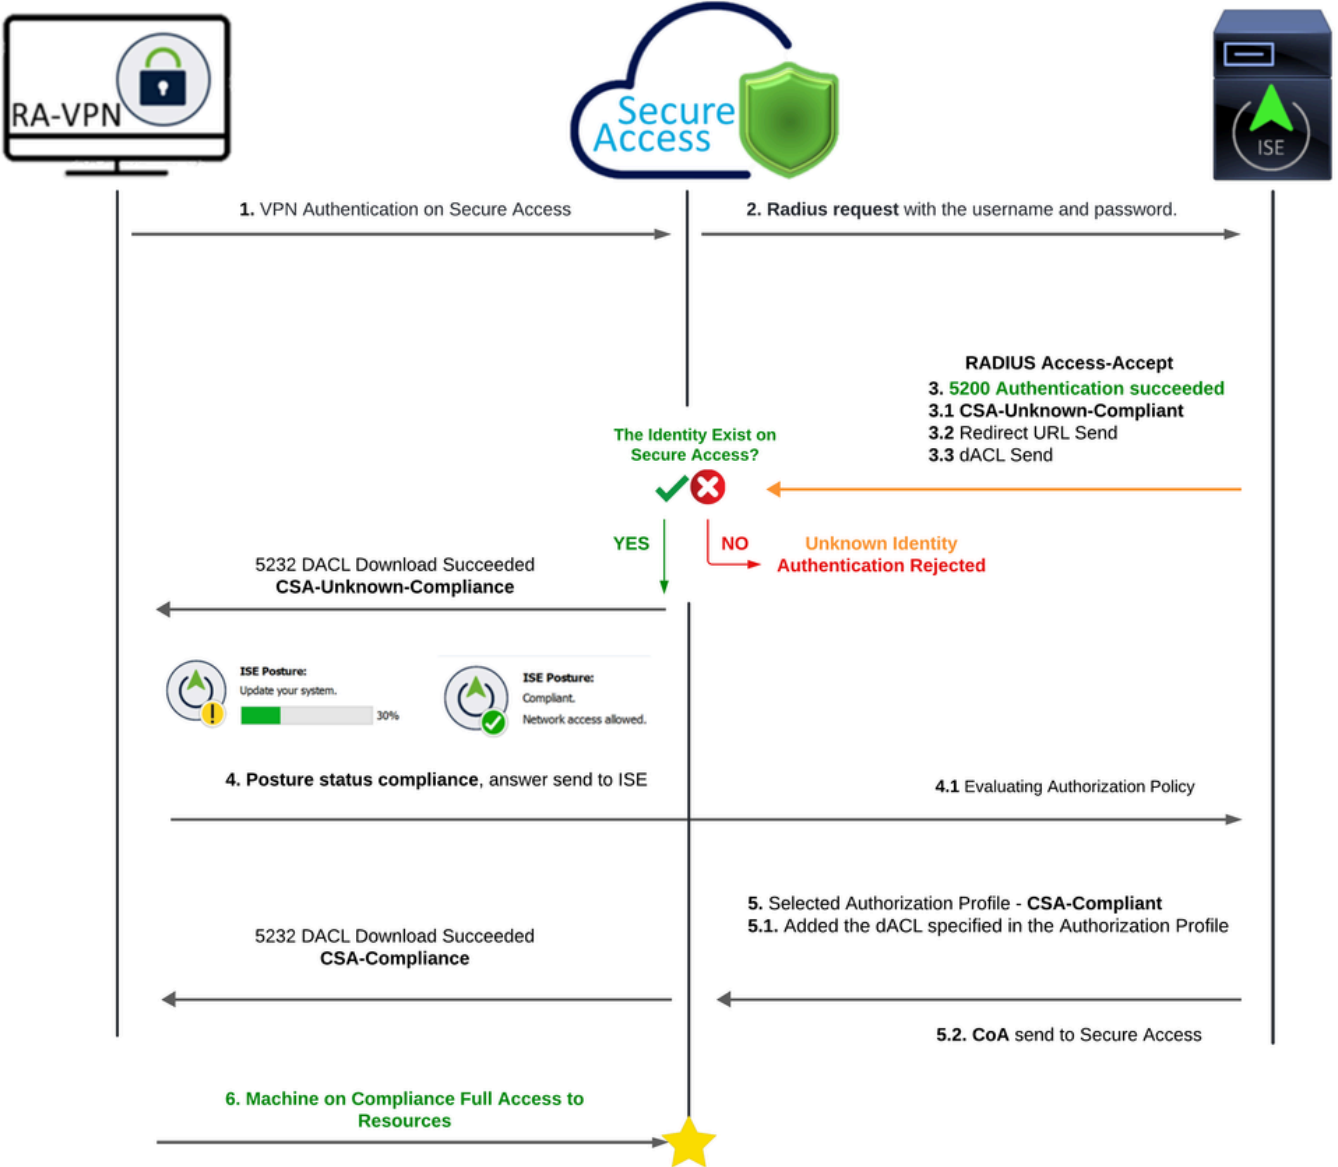 RA-VPN
Secure
Access
ISE
1. VPN Authentication on Secure Access
2. Radius request with the username and password.
RADIUS Access-Accept
3. 5200 Authentication succeeded
3.1 CSA-Unknown-Compliant
3.2 Redirect URL Send
3.3 dACL Send
The Identity Exist on
Secure Access?
YES
NO
Unknown Identity
Authentication Rejected
5232 DACL Download Succeeded
CSA-Unknown-Compliance
ISE Posture:
Update your system.
30%
ISE Posture:
Compliant.
Network access allowed.
4. Posture status compliance, answer send to ISE
4.1 Evaluating Authorization Policy
5. Selected Authorization Profile - CSA-Compliant
5.1. Added the dACL specified in the Authorization Profile
5232 DACL Download Succeeded
CSA-Compliance
5.2. CoA send to Secure Access
6. Machine on Compliance Full Access to
Resources